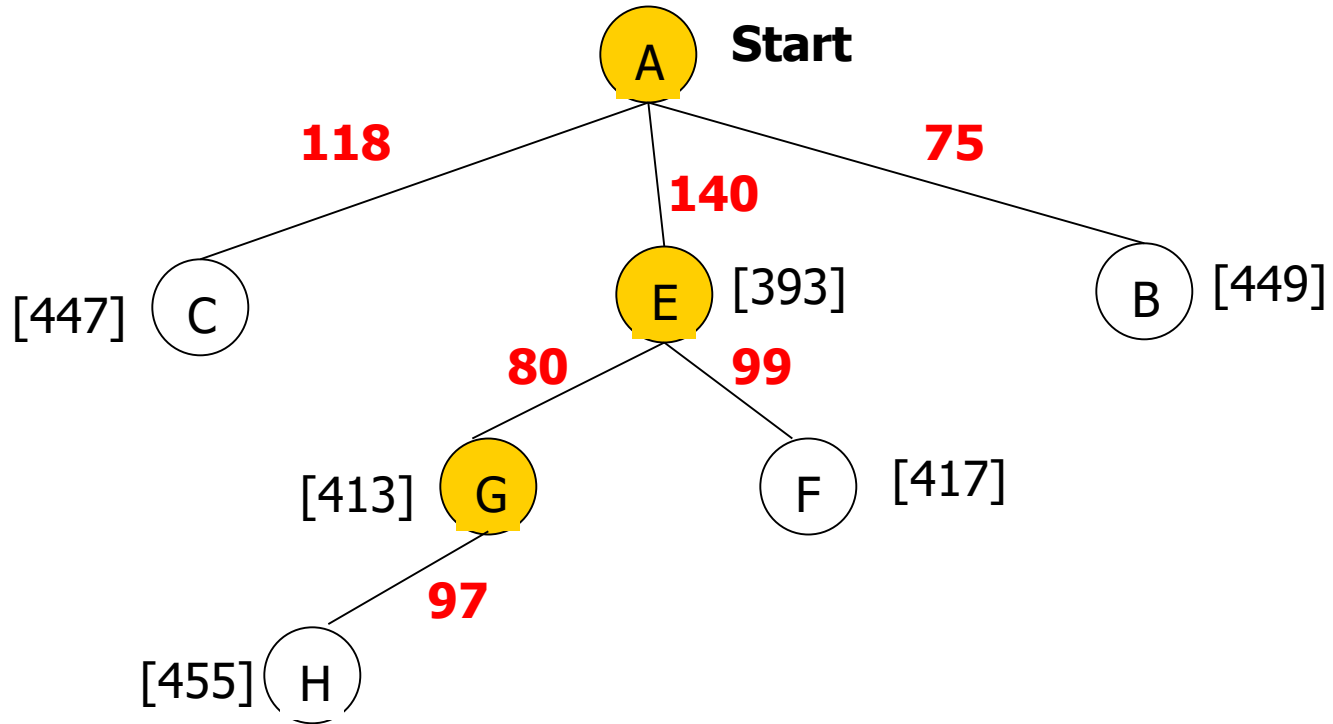 A Start
118
75
140
[447] C
E [393]
B [449]
80
99
[413] G
F [417]
97
[455] H